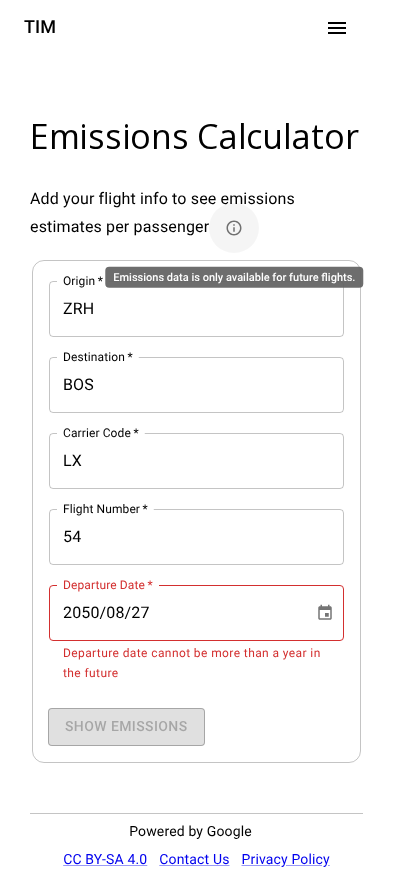 TIM
Emissions Calculator
Add your flight info to see emissions
estimates per passenger
Emissions data is only available for future flights.
Origin *
ZRH
Destination *
BOS
Carrier Code *
LX
Flight Number *
54
Departure Date *
2050/08/27
Departure date cannot be more than a year in
the future
SHOW EMISSIONS
Powered by Google
CC BY-SA 4.0 Contact Us Privacy Policy